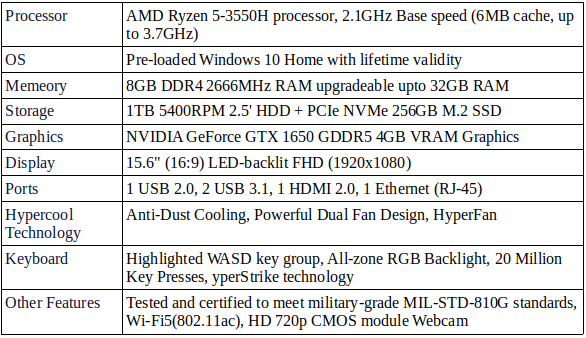 Processor AMD Ryzen 5-3550H processor, 2.1GHz Base speed (6MB cache, up
to 3.7GHz)
OS Pre-loaded Windows 10 Home with lifetime validity
Memeory 8GB DDR4 2666MHz RAM upgradeable upto 32GB RAM
Storage 1TB 5400RPM 2.5' HDD + PCIe NVMe 256GB M.2 SSD
Graphics NVIDIA GeForce GTX 1650 GDDR5 4GB VRAM Graphics
Display 15.6" (16:9) LED-backlit FHD (1920x1080)
Ports 1 USB 2.0, 2 USB 3.1, 1 HDMI 2.0, 1 Ethernet (RJ-45)
Hypercool Anti-Dust Cooling, Powerful Dual Fan Design, HyperFan
Technology
Keyboard Highlighted WASD key group, All-zone RGB Backlight, 20 Million
Key Presses, yperStrike technology
Other Features Tested and certified to meet military-grade MIL-STD-810G standards,
Wi-Fi5(802.11ac), HD 720p CMOS module Webcam